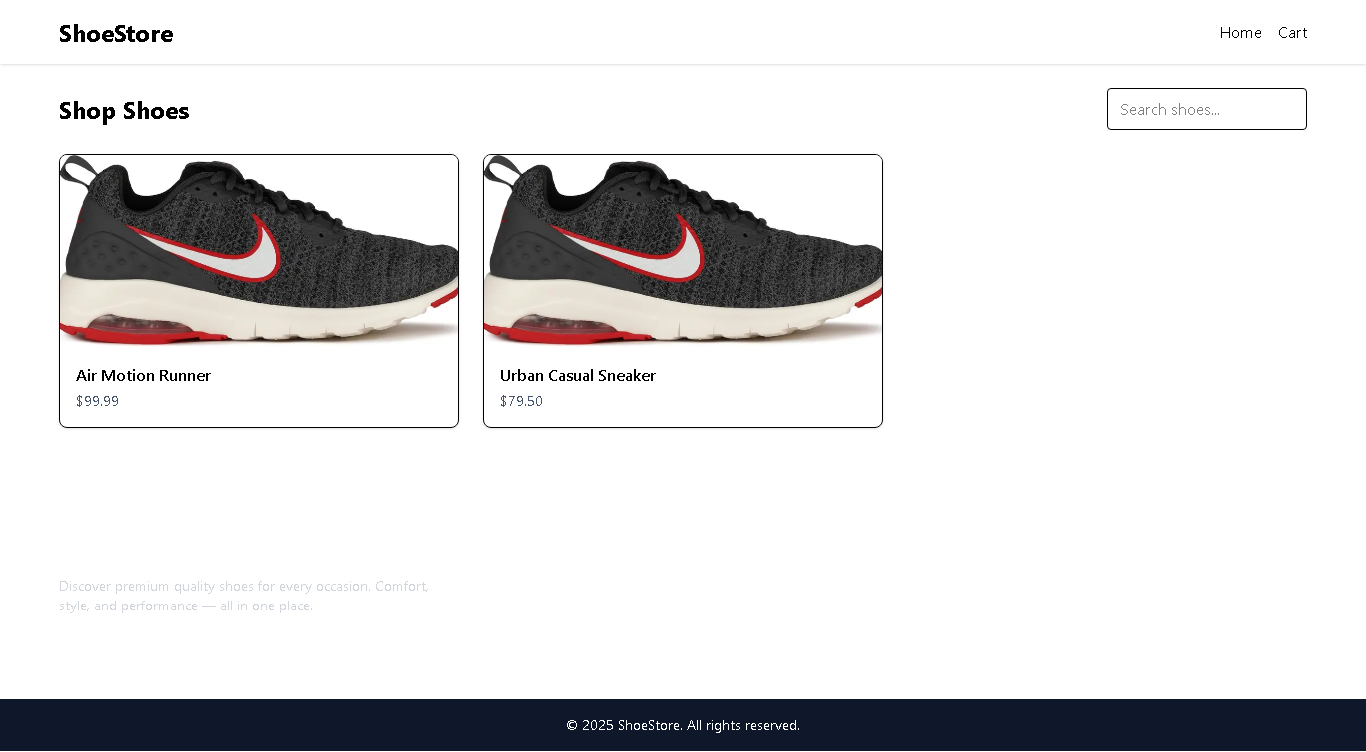 ShoeStore
Home Cart
Shop Shoes
Search shoes...
Air Motion Runner
$99.99
Urban Casual Sneaker
$79.50
Discover premium quality shoes for every occasion. Comfort,
style, and performance — all in one place.
© 2025 ShoeStore. All rights reserved.